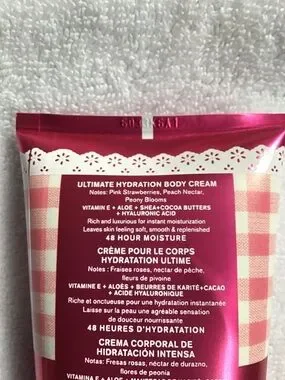 ULTIMATE HYDRATION BODY CREAM
Notes: Pink Strawberries, Peach Nectar,
Peony Blooms
VITAMIN E + ALOE + SHEA+COCOA BUTTERS
+ HYALURONIC ACID
Rich and luxurious for instant moisturization
Leaves skin feeling soft, smooth & replenished
48 HOUR MOISTURE
CRÈME POUR LE CORPS
HYDRATATION ULTIME
Notes : Fraises roses, nectar de pêche,
fleurs de pivoine
VITAMINE E + ALOÈS + BEURRES DE KARITÉ+CACAO
+ ACIDE HYALURONIQUE
Riche et onctueuse pour une hydratation instantanée
Laisse sur la peau une agréable sensation
de douceur nourrissante
48 HEURES D'HYDRATATION
CREMA CORPORAL DE
HIDRATACIÓN INTENSA
Notas: Fresas rosas, néctar de durazno,
flores de peonía
VITAMINA E + ALOE +